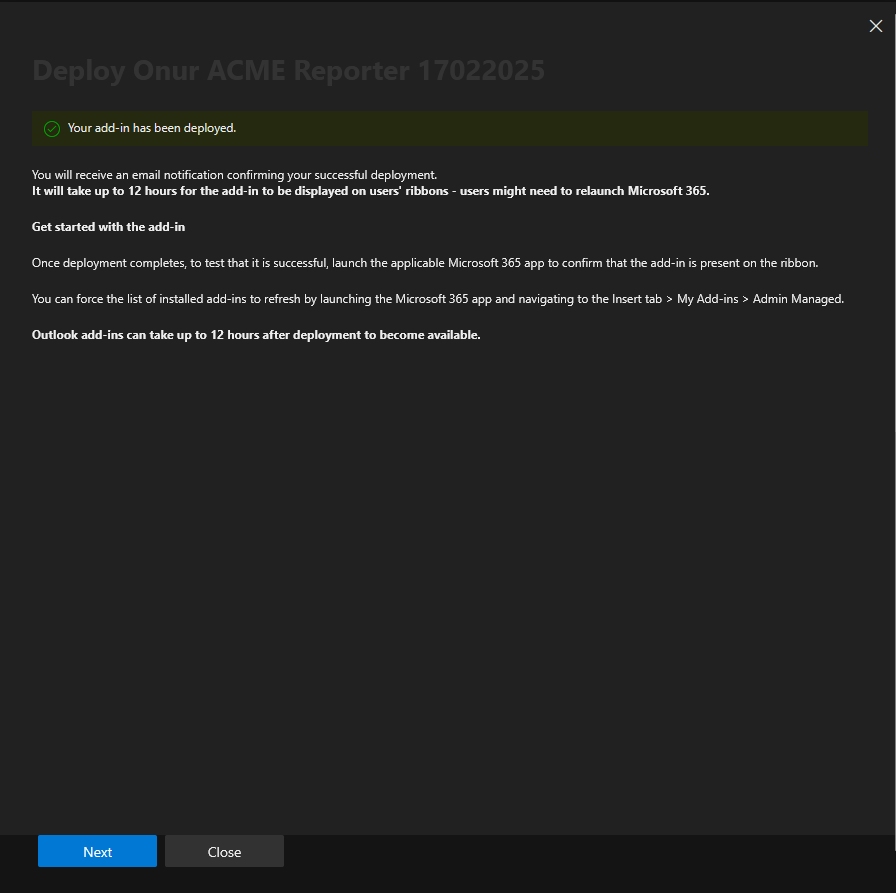 Deploy Onur ACME Reporter 17022025
Your add-in has been deployed.
You will receive an email notification confirming your successful deployment.
It will take up to 12 hours for the add-in to be displayed on users' ribbons - users might need to relaunch Microsoft 365.
Get started with the add-in
Once deployment completes, to test that it is successful, launch the applicable Microsoft 365 app to confirm that the add-in is present on the ribbon.
You can force the list of installed add-ins to refresh by launching the Microsoft 365 app and navigating to the Insert tab > My Add-ins > Admin Managed.
Outlook add-ins can take up to 12 hours after deployment to become available.
Next
Close